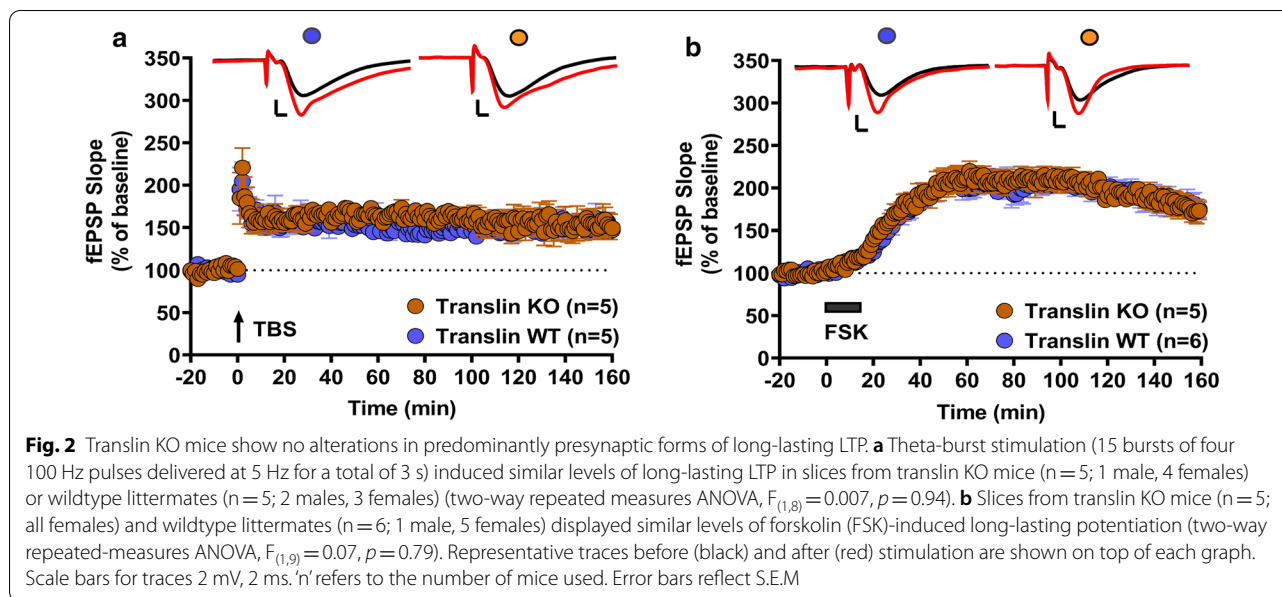 a
350
300
250
200
150
100
50
0
fEPSP Slope
(% of baseline)
TBS
Translin KO (n=5)
Translin WT (n=5)
-20 0 20 40 60 80 100 120 140 160
Time (min)
b
350
300
250
200
150
100
50
0
fEPSP Slope
(% of baseline)
FSK
Translin KO (n=5)
Translin WT (n=6)
-20 0 20 40 60 80 100 120 140 160
Time (min)
Fig. 2 Translin KO mice show no alterations in predominantly presynaptic forms of long-lasting LTP. a Theta-burst stimulation (15 bursts of four
100 Hz pulses delivered at 5 Hz for a total of 3 s) induced similar levels of long-lasting LTP in slices from translin KO mice (n = 5; 1 male, 4 females)
or wildtype littermates (n = 5; 2 males, 3 females) (two-way repeated measures ANOVA, F(1,8) = 0.007, p = 0.94). b Slices from translin KO mice (n = 5;
all females) and wildtype littermates (n = 6; 1 male, 5 females) displayed similar levels of forskolin (FSK)-induced long-lasting potentiation (two-way
repeated-measures ANOVA, F(1,9) = 0.07, p = 0.79). Representative traces before (black) and after (red) stimulation are shown on top of each graph.
Scale bars for traces 2 mV, 2 ms. ‘n’ refers to the number of mice used. Error bars reflect S.E.M